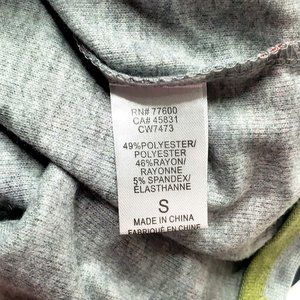 RN# 77600
CA# 45831
CW7473
49%POLYESTER/
POLYESTER
46%RAYON/
RAYONNE
5% SPANDEX/
ÉLASTHANNE
S
MADE IN CHINA
FABRIQUÉ EN CHINE